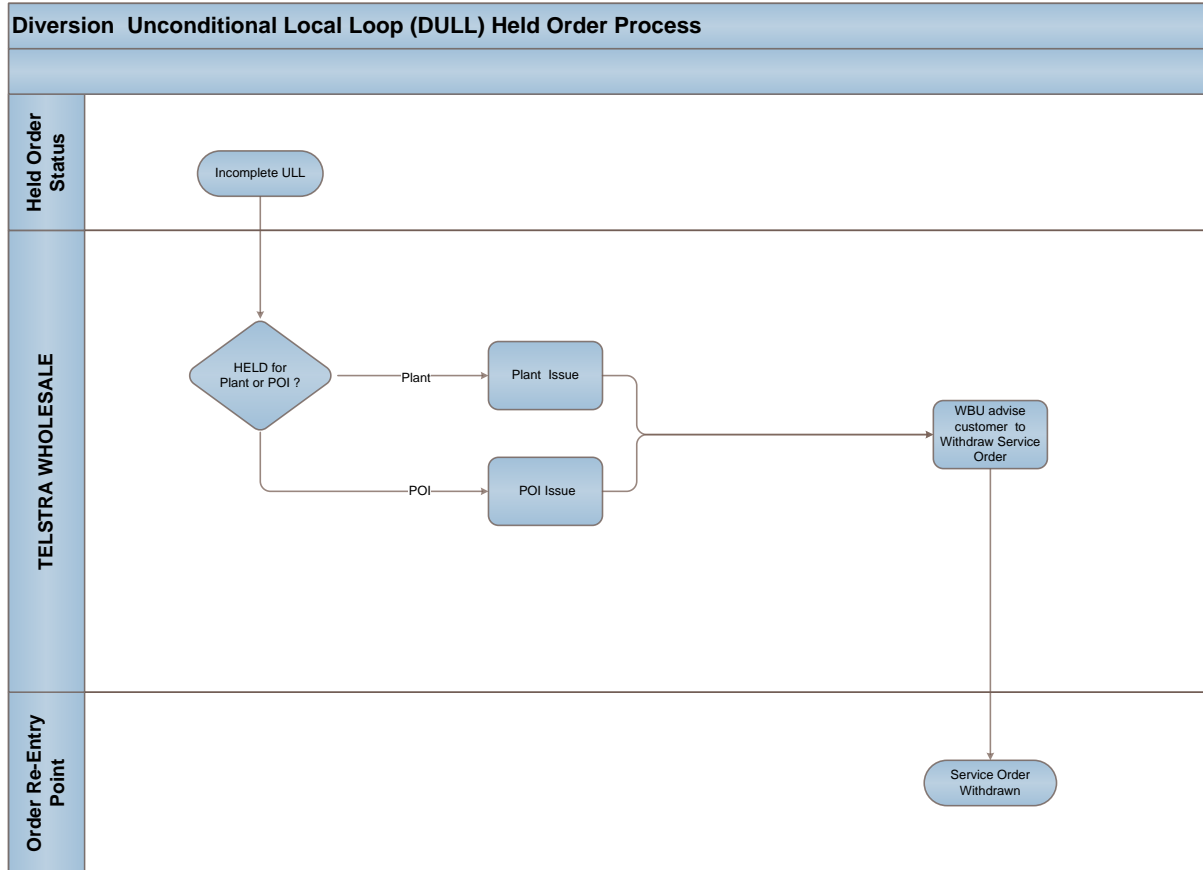 Diversion  Unconditional Local Loop (DULL) Held Order Process
Held Order
Status
Incomplete ULL
TELSTRA WHOLESALE
HELD for
Plant or POI ?
Plant
Plant  Issue
POI
POI Issue
WBU advise
customer  to
Withdraw Service
Order
Order Re-Entry
Point
Service Order
Withdrawn